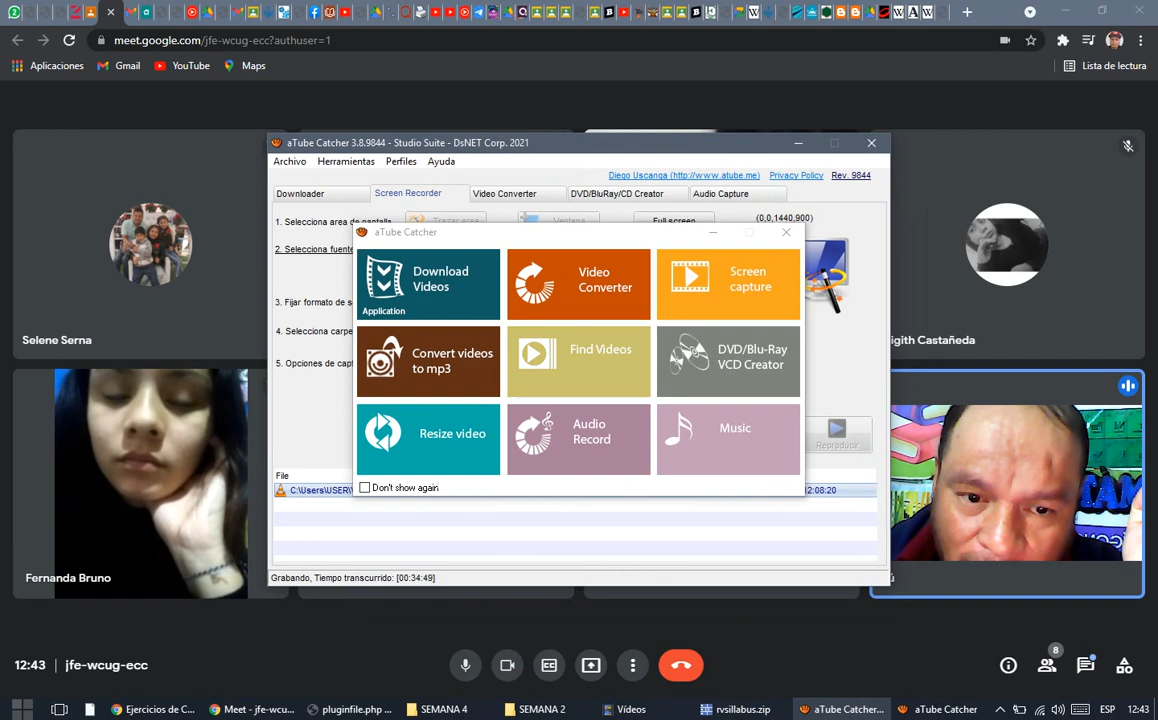 meet.google.com/jfe-wcug-ecc?authuser=1
Aplicaciones Gmail YouTube Maps Lista de lectura
aTube Catcher 3.8.9844 - Studio Suite - DsNET Corp. 2021
Archivo Herramientas Perfiles Ayuda
Diego Uscanga (http://www.atube.me) Privacy Policy Rev. 9844
Downloader Screen Recorder Video Converter DVD/BluRay/CD Creator Audio Capture
1. Selecciona area de pantalla Trazar area Ventana Full screen (0,0,1440,900)
2. Selecciona fuente
3. Fijar formato de sa
4. Selecciona carpe
5. Opciones de capt
aTube Catcher
Download
Videos
Application
Video
Converter
Screen
capture
Convert videos
to mp3
Find Videos
DVD/Blu-Ray
VCD Creator
Resize video
Audio
Record
Music
Don't show again
Reproducir
File
C:\Users\USER\ 2:08:20
Grabando, Tiempo transcurrido: [00:34:49]
Selene Serna
igith Castañeda
Fernanda Bruno
ú
12:43 jfe-wcug-ecc
8
Ejercicios de C... Meet - jfe-wcu... pluginfile.php ... SEMANA 4 SEMANA 2 Vídeos rvsillabus.zip aTube Catcher... aTube Catcher ESP 12:43